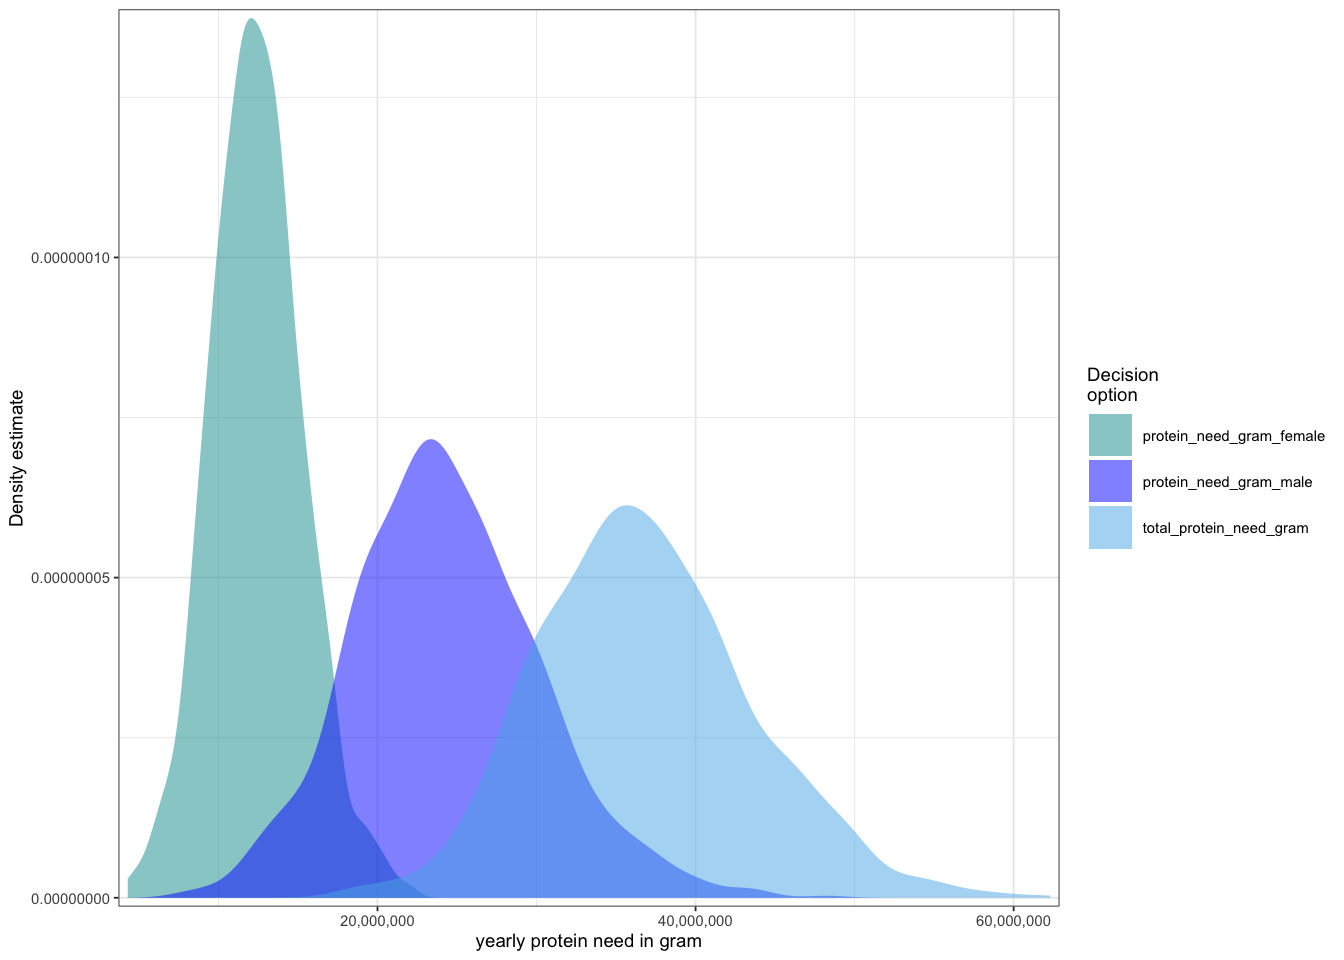 Density estimate
0.00000010
0.00000005
0.00000000
20,000,000
40,000,000
60,000,000
yearly protein need in gram
Decision
option
protein_need_gram_female
protein_need_gram_male
total_protein_need_gram